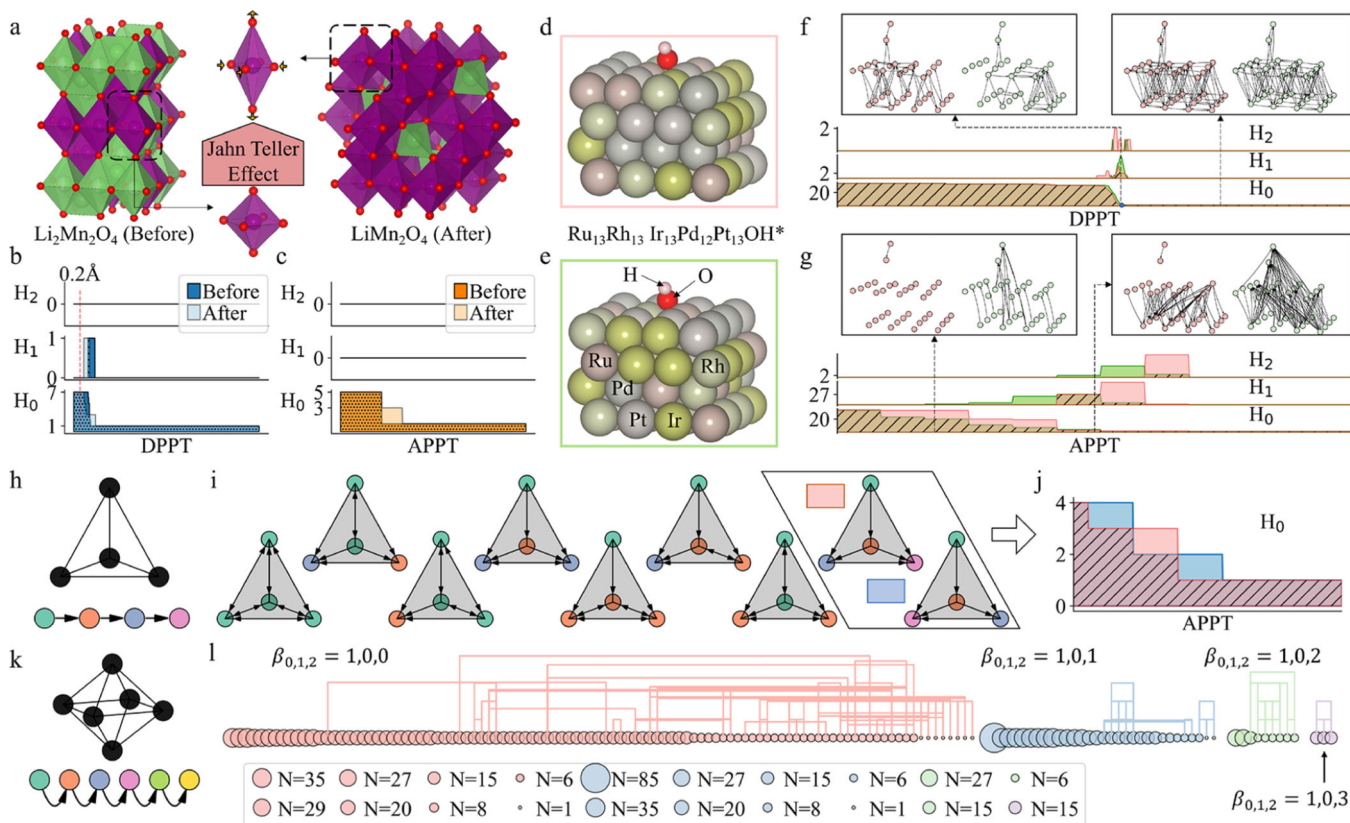 a
Jahn Teller
Effect
Li₂Mn₂O₄ (Before)
LiMn₂O₄ (After)
b
0.2Å
H₂
0
Before
After
H₁
1
0
H₀
7
1
DPPT
c
H₂
0
Before
After
H₁
0
H₀
5
3
APPT
d
Ru₁₃Rh₁₃ Ir₁₃Pd₁₂Pt₁₃OH*
e
H
O
Ru
Rh
Pd
Pt
Ir
f
2
H₂
2
H₁
20
H₀
DPPT
g
2
H₂
27
H₁
20
H₀
APPT
h
i
j
4
2
0
H₀
APPT
k
l
β₀,₁,₂ = 1,0,0
β₀,₁,₂ = 1,0,1
β₀,₁,₂ = 1,0,2
N=35 N=27 N=15 N=6 N=85 N=27 N=15 N=6 N=27 N=6
N=29 N=20 N=8 N=1 N=35 N=20 N=8 N=1 N=15 N=15
β₀,₁,₂ = 1,0,3